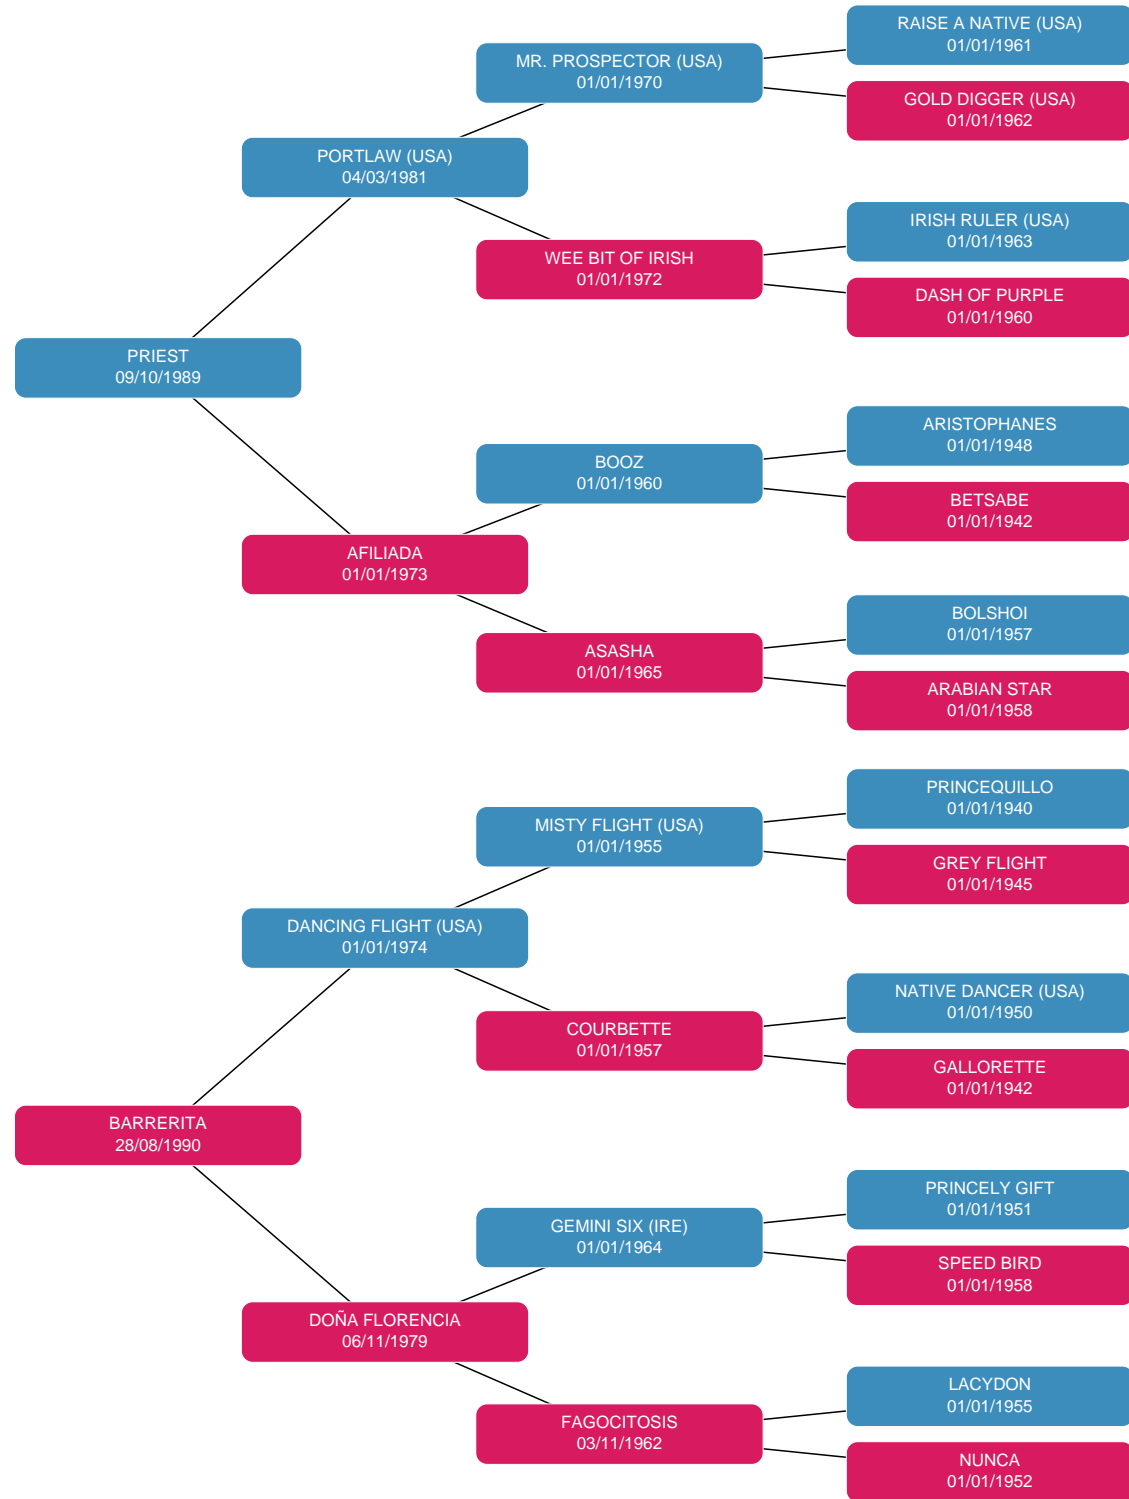 RAISE A NATIVE (USA)
01/01/1961
MR. PROSPECTOR (USA)
01/01/1970
GOLD DIGGER (USA)
01/01/1962
PORTLAW (USA)
04/03/1981
IRISH RULER (USA)
01/01/1963
WEE BIT OF IRISH
01/01/1972
DASH OF PURPLE
01/01/1960
PRIEST
09/10/1989
ARISTOPHANES
01/01/1948
BOOZ
01/01/1960
BETSABE
01/01/1942
AFILIADA
01/01/1973
BOLSHOI
01/01/1957
ASASHA
01/01/1965
ARABIAN STAR
01/01/1958
PRINCEQUILLO
01/01/1940
MISTY FLIGHT (USA)
01/01/1955
GREY FLIGHT
01/01/1945
DANCING FLIGHT (USA)
01/01/1974
NATIVE DANCER (USA)
01/01/1950
COURBETTE
01/01/1957
GALLORETTE
01/01/1942
BARRERITA
28/08/1990
PRINCELY GIFT
01/01/1951
GEMINI SIX (IRE)
01/01/1964
SPEED BIRD
01/01/1958
DOÑA FLORENCIA
06/11/1979
LACYDON
01/01/1955
FAGOCITOSIS
03/11/1962
NUNCA
01/01/1952